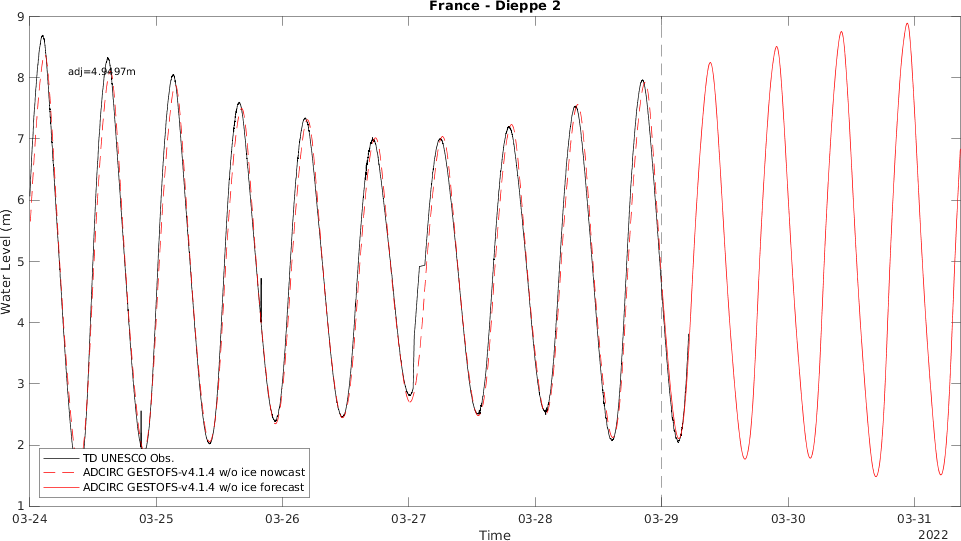 France - Dieppe 2
adj=4.9497m
Water Level (m)
9
8
7
6
5
4
3
2
1
TD UNESCO Obs.
ADCIRC GESTOFS-v4.1.4 w/o ice nowcast
ADCIRC GESTOFS-v4.1.4 w/o ice forecast
03-24 03-25 03-26 03-27 03-28 03-29 03-30 03-31
Time
2022